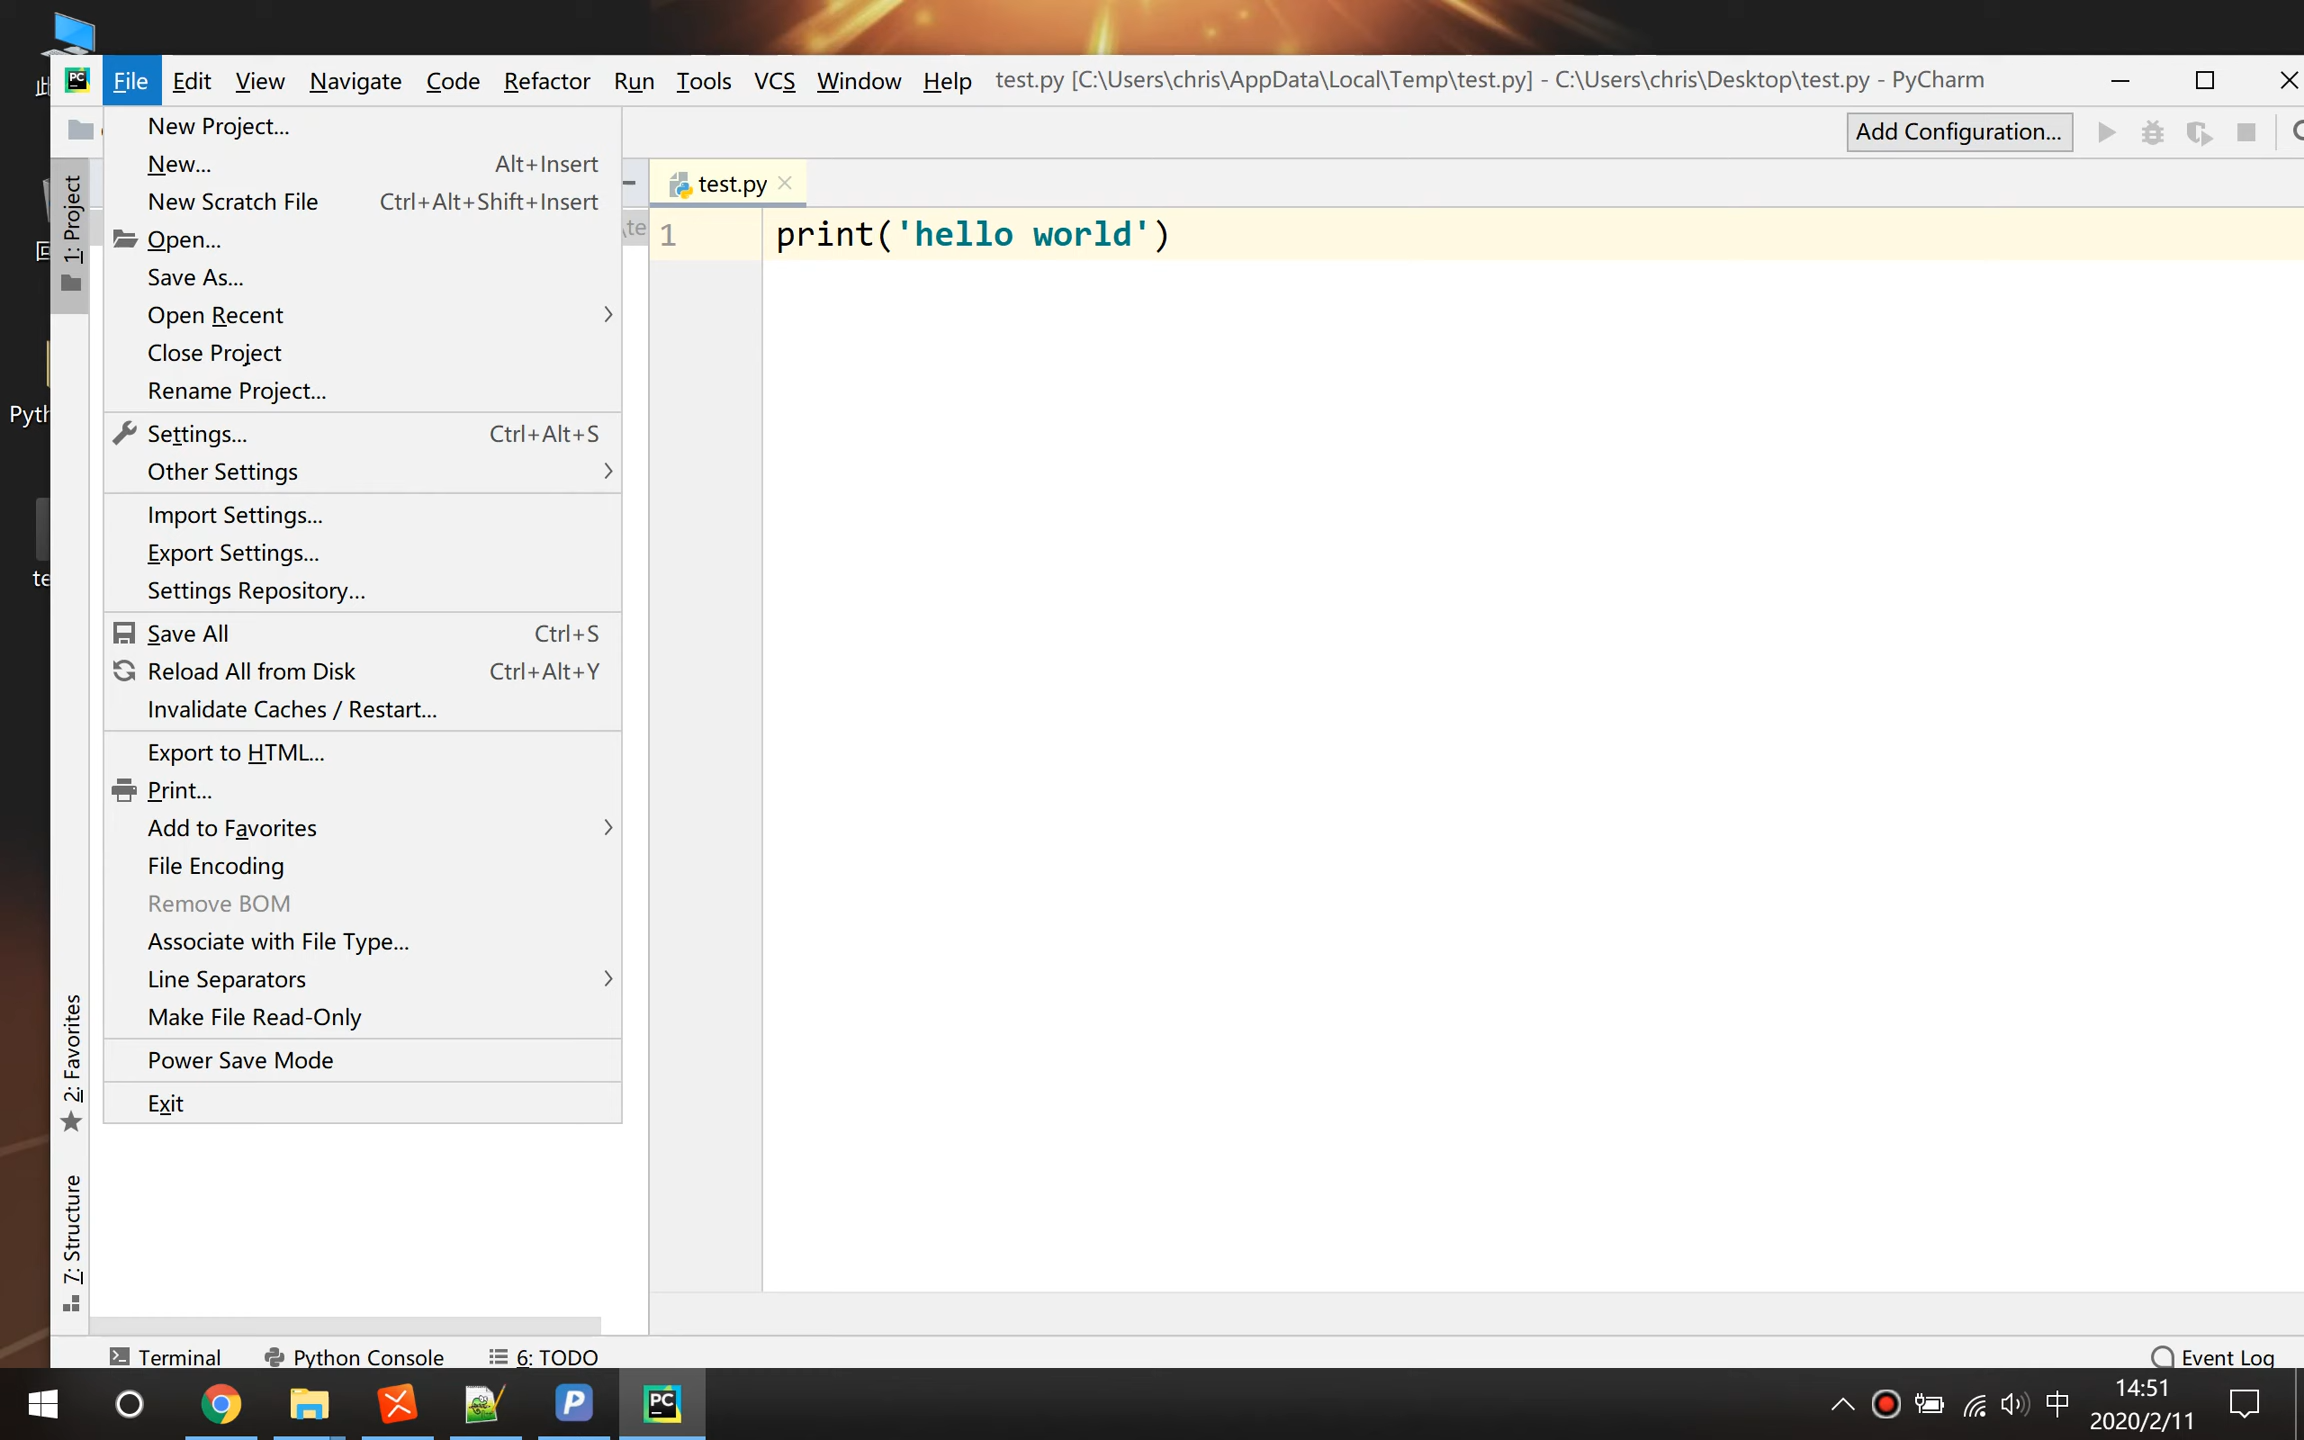 File Edit View Navigate Code Refactor Run Tools VCS Window Help test.py [C:\Users\chris\AppData\Local\Temp\test.py] - C:\Users\chris\Desktop\test.py - PyCharm
Add Configuration...
New Project...
New... Alt+Insert
New Scratch File Ctrl+Alt+Shift+Insert
Open...
Save As...
Open Recent
Close Project
Rename Project...
Settings... Ctrl+Alt+S
Other Settings
Import Settings...
Export Settings...
Settings Repository...
Save All Ctrl+S
Reload All from Disk Ctrl+Alt+Y
Invalidate Caches / Restart...
Export to HTML...
Print...
Add to Favorites
File Encoding
Remove BOM
Associate with File Type...
Line Separators
Make File Read-Only
Power Save Mode
Exit
1: Project
2: Favorites
7: Structure
\te
test.py
1 print('hello world')
Terminal Python Console 6: TODO Event Log
PC
中
14:51
2020/2/11